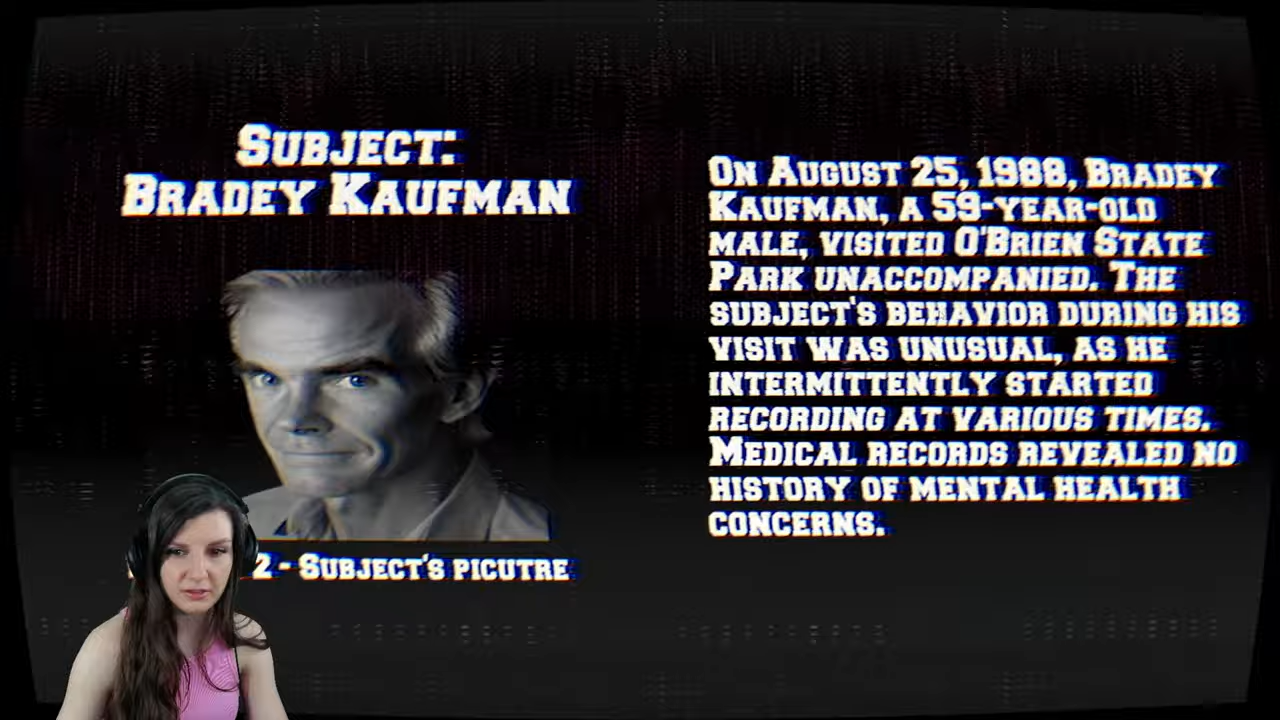 SUBJECT:
BRADEY KAUFMAN
2 - SUBJECT'S PICUTRE
ON AUGUST 25, 1988, BRADEY
KAUFMAN, A 59-YEAR-OLD
MALE, VISITED O'BRIEN STATE
PARK UNACCOMPANIED. THE
SUBJECT'S BEHAVIOR DURING HIS
VISIT WAS UNUSUAL, AS HE
INTERMITTENTLY STARTED
RECORDING AT VARIOUS TIMES.
MEDICAL RECORDS REVEALED NO
HISTORY OF MENTAL HEALTH
CONCERNS.